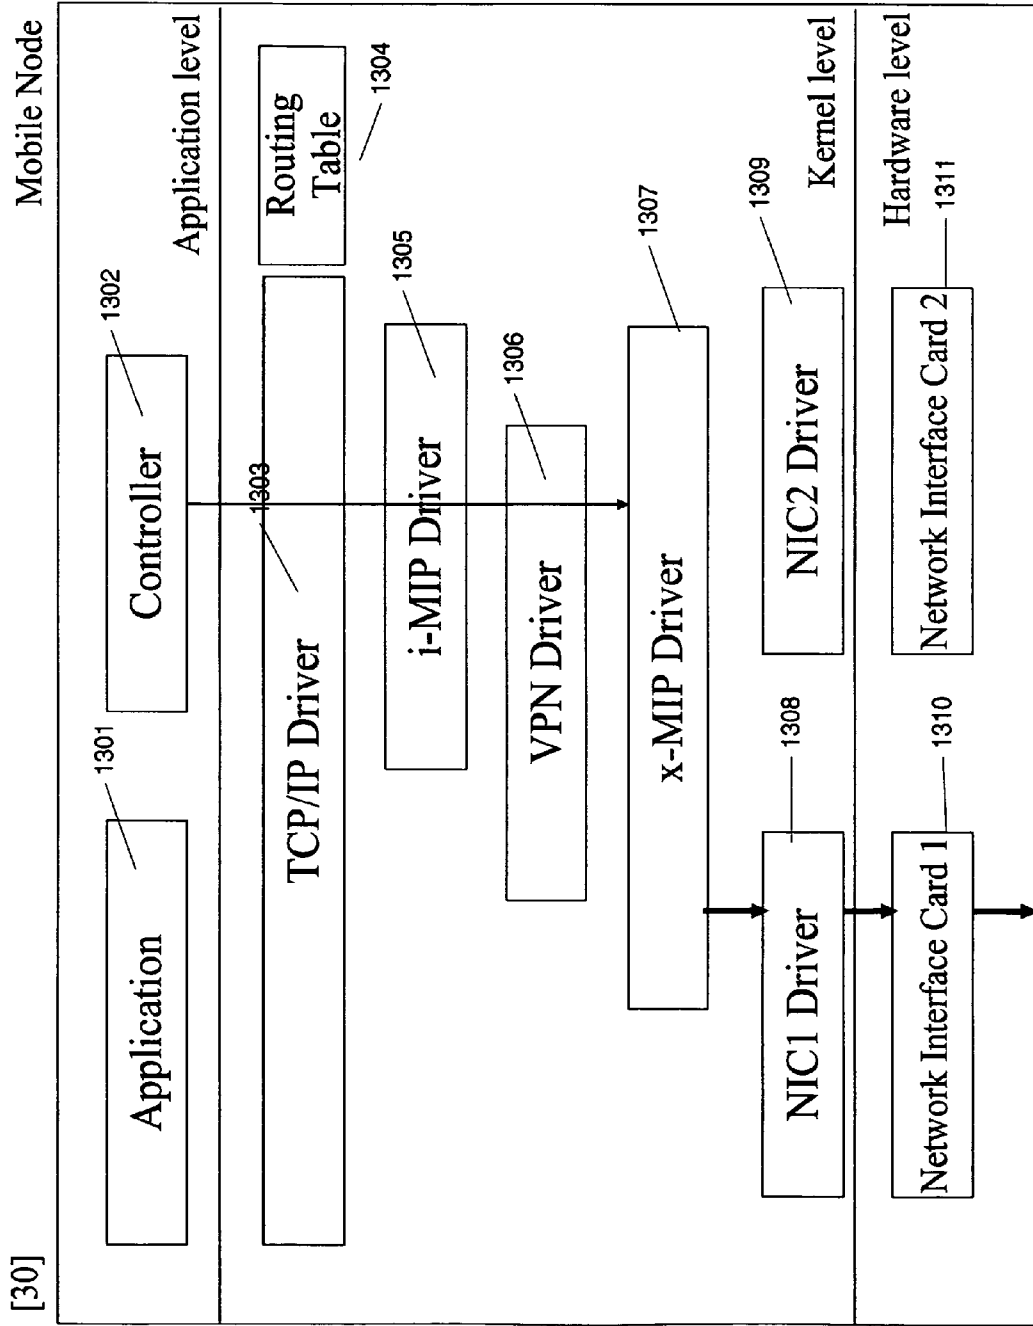 [30]
Mobile Node
Application
1301
Controller
1302
Application level
TCP/IP Driver
1303
Routing
Table
1304
i-MIP Driver
1305
VPN Driver
1306
x-MIP Driver
1307
NIC1 Driver
1308
NIC2 Driver
1309
Kernel level
Network Interface Card 1
1310
Network Interface Card 2
1311
Hardware level